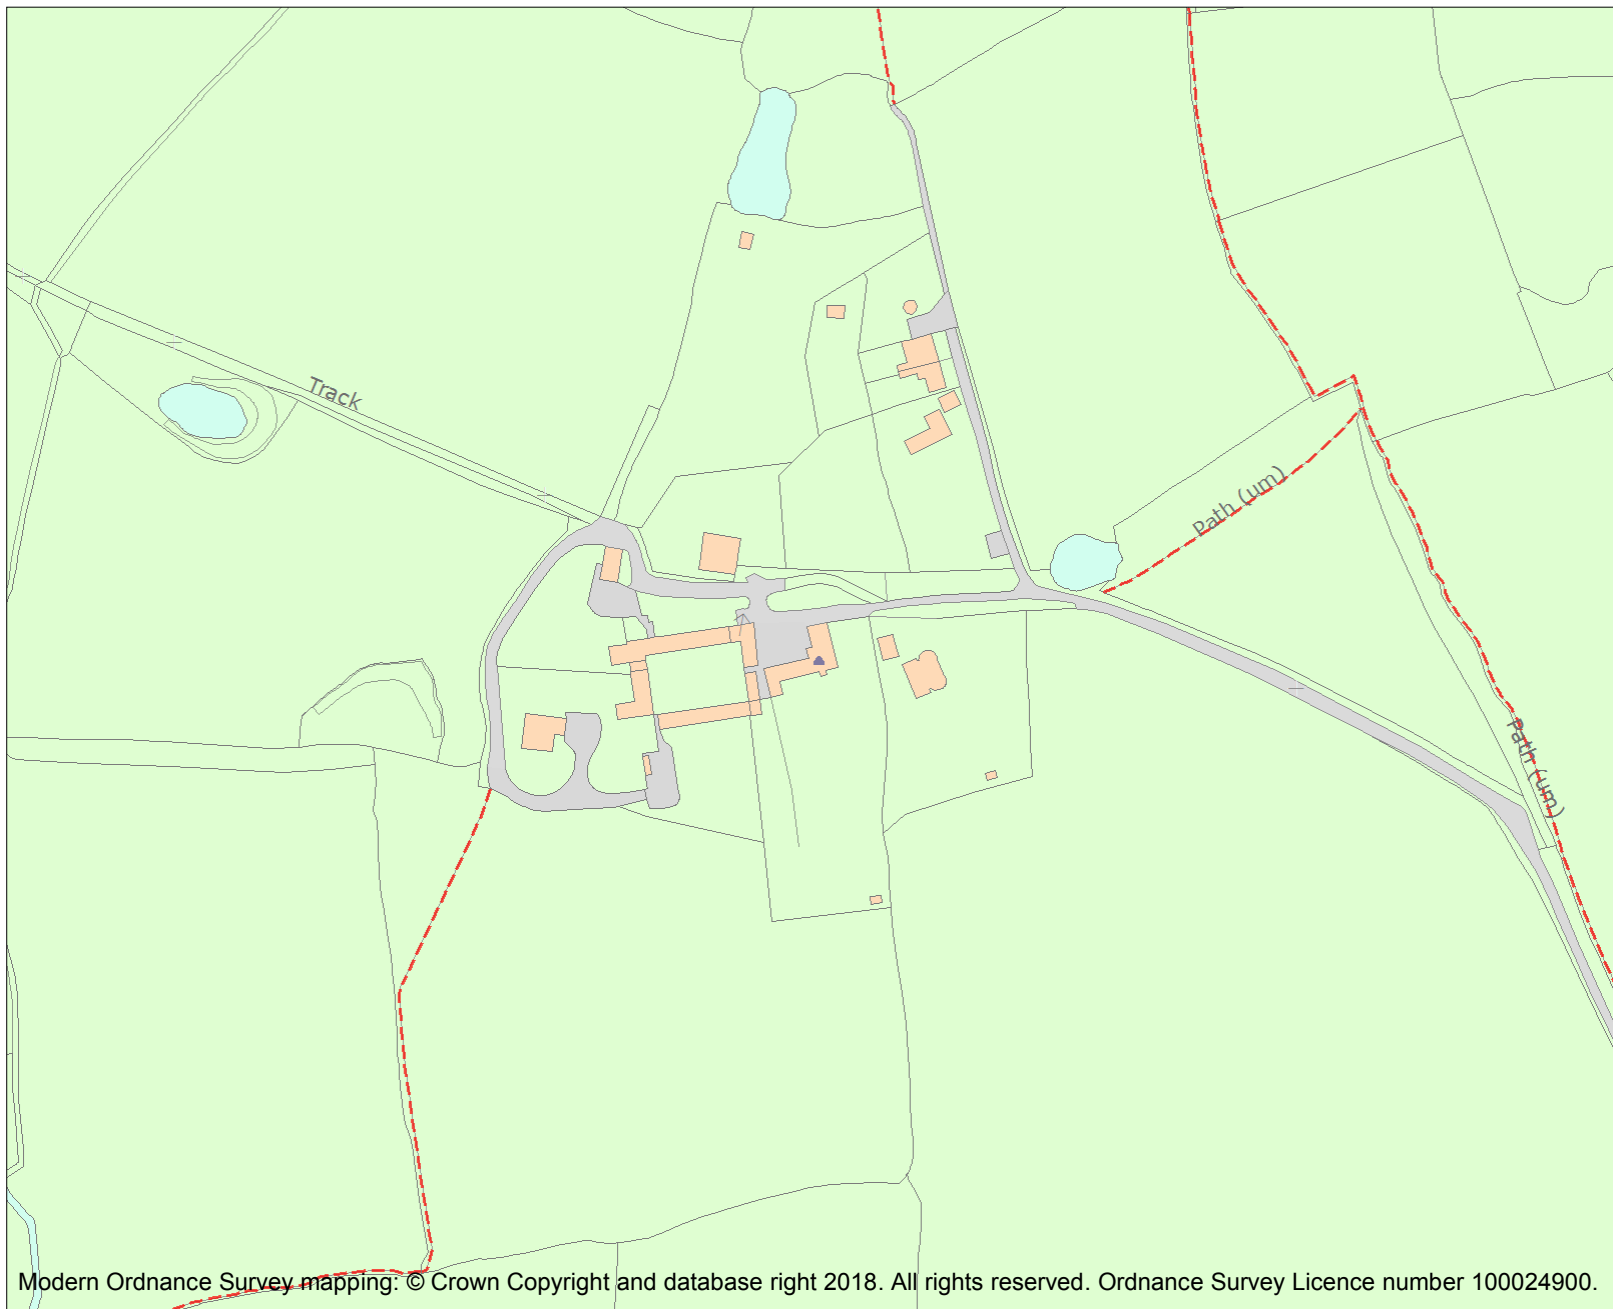 Track
Path (um)
Path (um)
Modern Ordnance Survey mapping: © Crown Copyright and database right 2018. All rights reserved. Ordnance Survey Licence number 100024900.